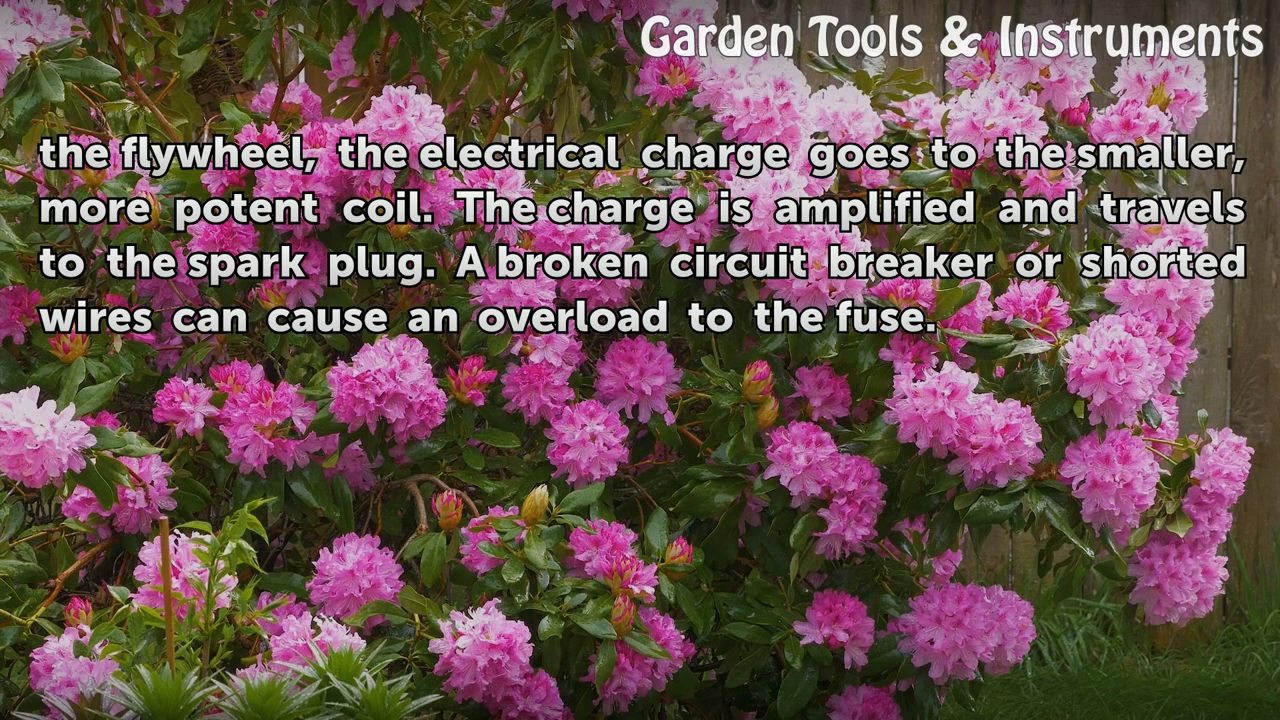 Garden Tools & Instruments
the flywheel, the electrical charge goes to the smaller,
more potent coil. The charge is amplified and travels
to the spark plug. A broken circuit breaker or shorted
wires can cause an overload to the fuse.